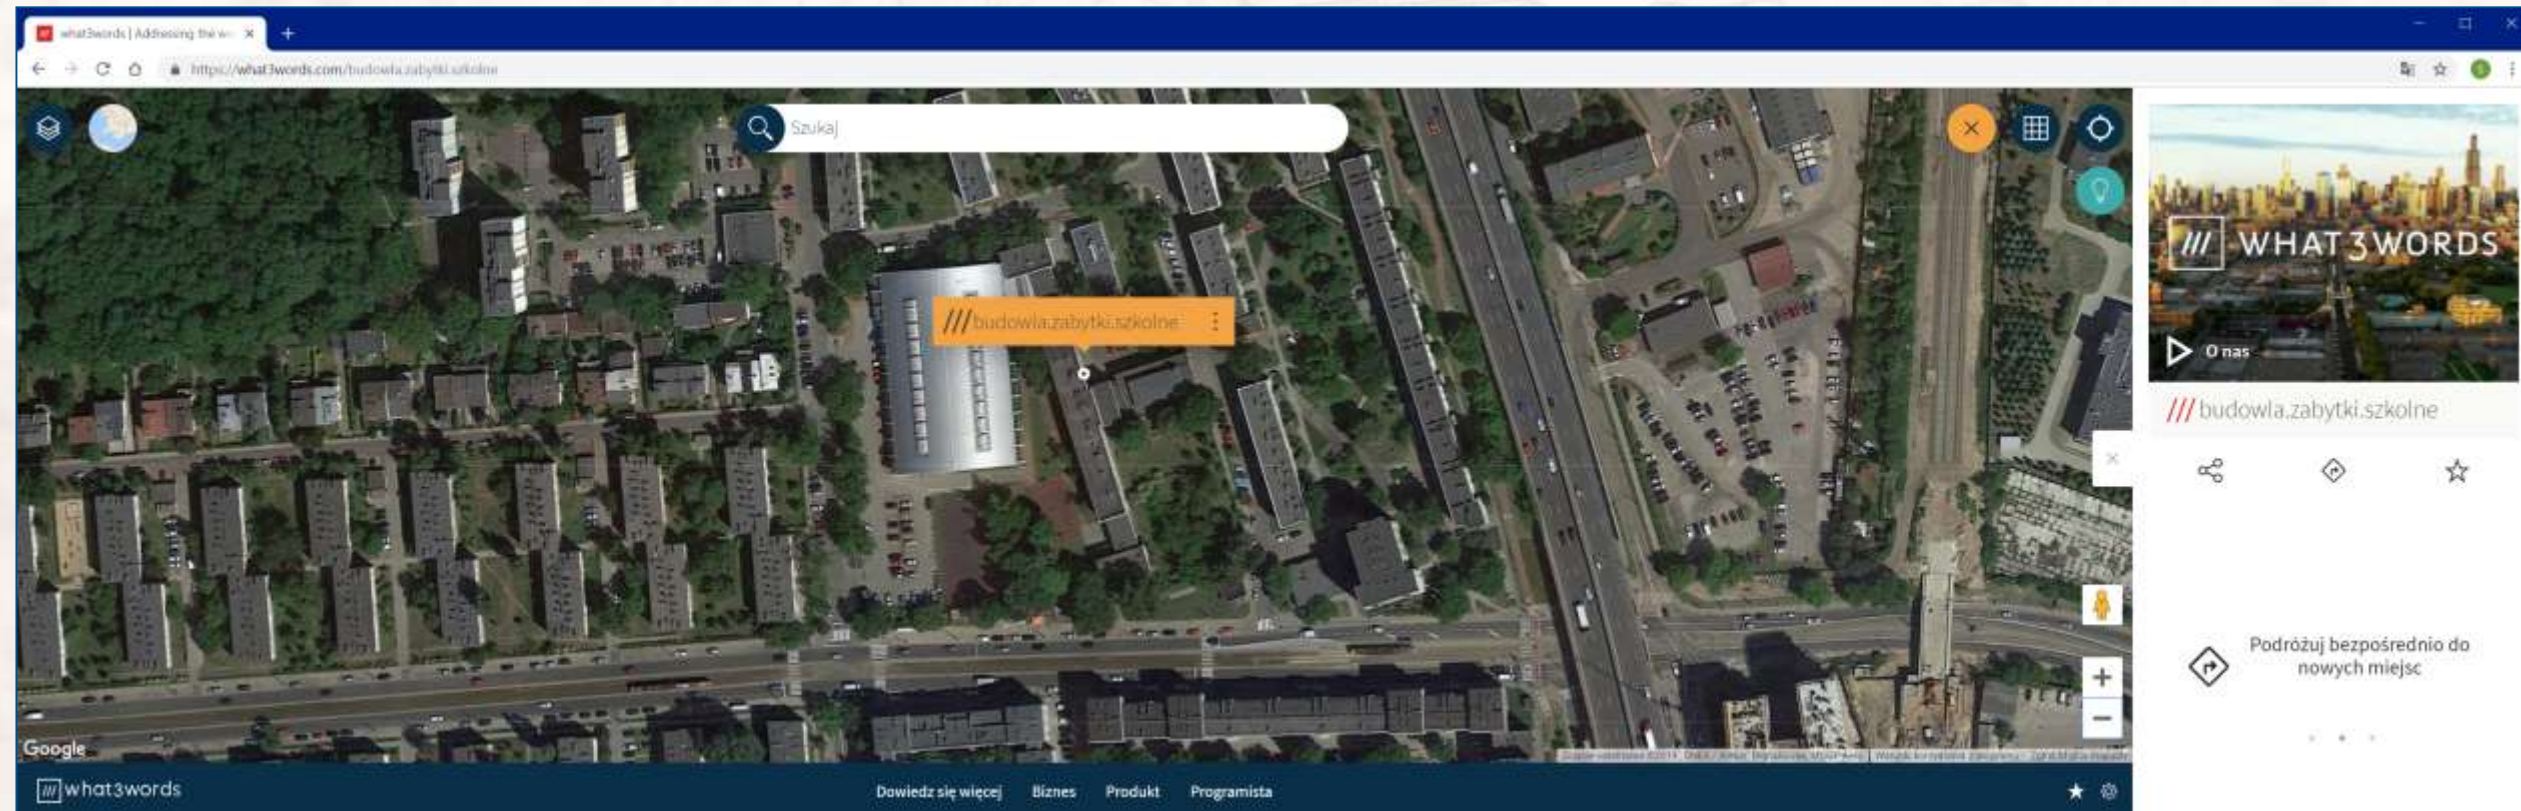 what3words | Addressing the w
https://what3words.com/budowla.zabytki.szkolne
Szukaj
///budowla.zabytki.szkolne
/// WHAT3WORDS
O nas
///budowla.zabytki.szkolne
Podróżuj bezpośrednio do
nowych miejsc
Google
/// what3words
Dowiedz się więcej Biznes Produkt Programista